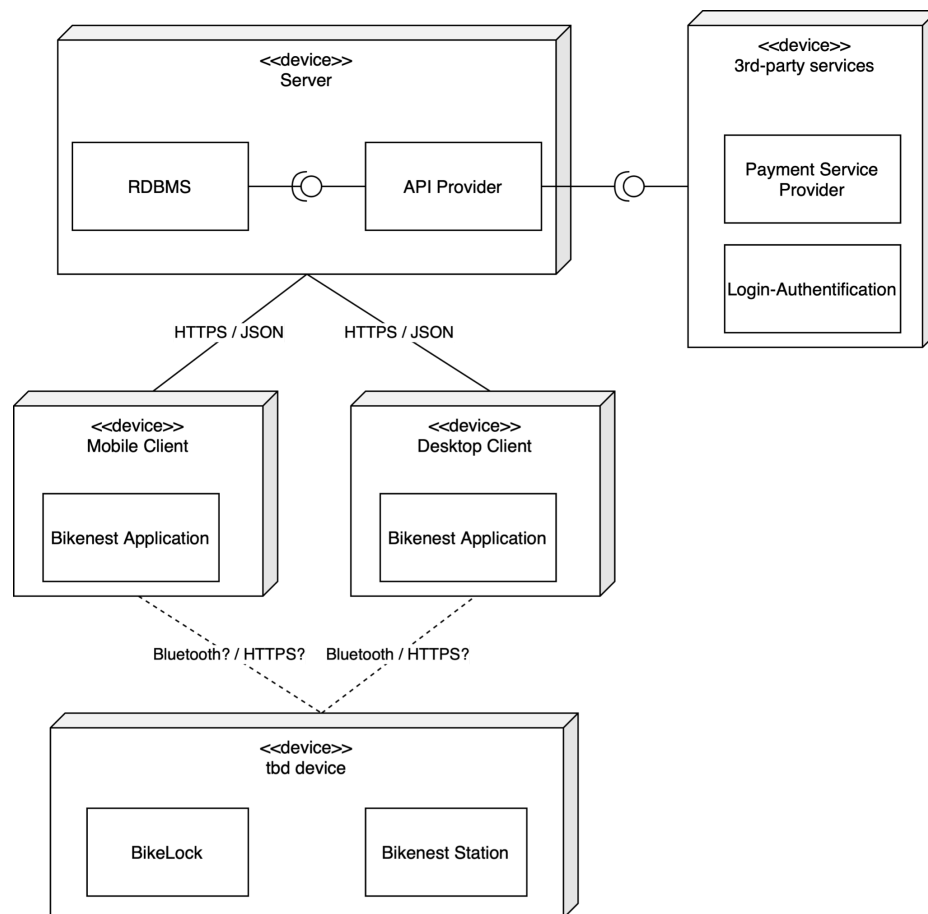 <<device>>
Server
RDBMS
API Provider
<<device>>
3rd-party services
Payment Service
Provider
Login-Authentification
HTTPS / JSON
HTTPS / JSON
<<device>>
Mobile Client
Bikenest Application
<<device>>
Desktop Client
Bikenest Application
Bluetooth? / HTTPS?
Bluetooth / HTTPS?
<<device>>
tbd device
BikeLock
Bikenest Station